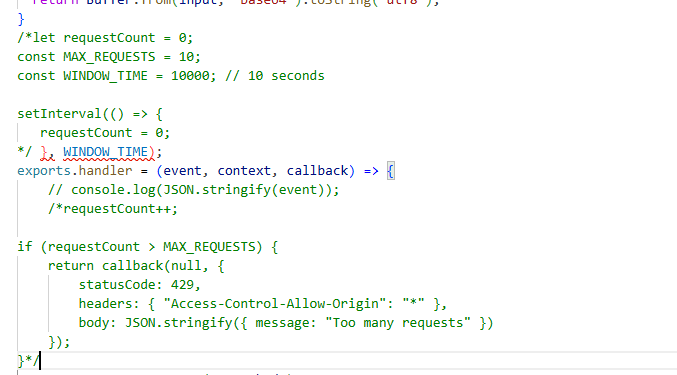 return Buffer.from(input, "base64").toString("utf8");
}
/*let requestCount = 0;
const MAX_REQUESTS = 10;
const WINDOW_TIME = 10000; // 10 seconds
setInterval(() => {
requestCount = 0;
*/ }, WINDOW_TIME);
exports.handler = (event, context, callback) => {
// console.log(JSON.stringify(event));
/*requestCount++;
if (requestCount > MAX_REQUESTS) {
return callback(null, {
statusCode: 429,
headers: { "Access-Control-Allow-Origin": "*" },
body: JSON.stringify({ message: "Too many requests" })
});
}*/